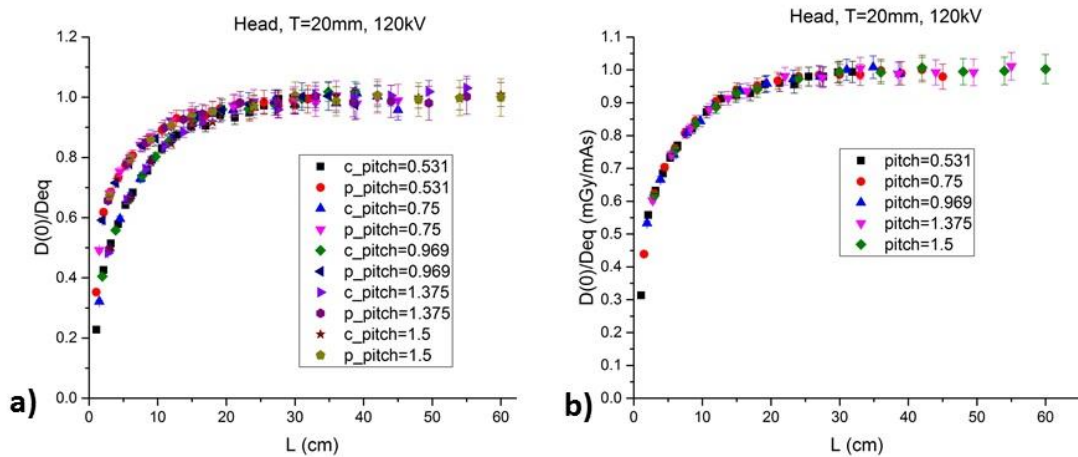 Head, T=20mm, 120kV
D(0)/Deq
1.2
1.0
0.8
0.6
0.4
0.2
0.0
c_pitch=0.531
p_pitch=0.531
c_pitch=0.75
p_pitch=0.75
c_pitch=0.969
p_pitch=0.969
c_pitch=1.375
p_pitch=1.375
c_pitch=1.5
p_pitch=1.5
0 10 20 30 40 50 60
L (cm)
a)
Head, T=20mm, 120kV
D(0)/Deq (mGy/mAs)
1.1
1.0
0.9
0.8
0.7
0.6
0.5
0.4
0.3
0.2
0.1
0.0
pitch=0.531
pitch=0.75
pitch=0.969
pitch=1.375
pitch=1.5
0 10 20 30 40 50 60
L (cm)
b)